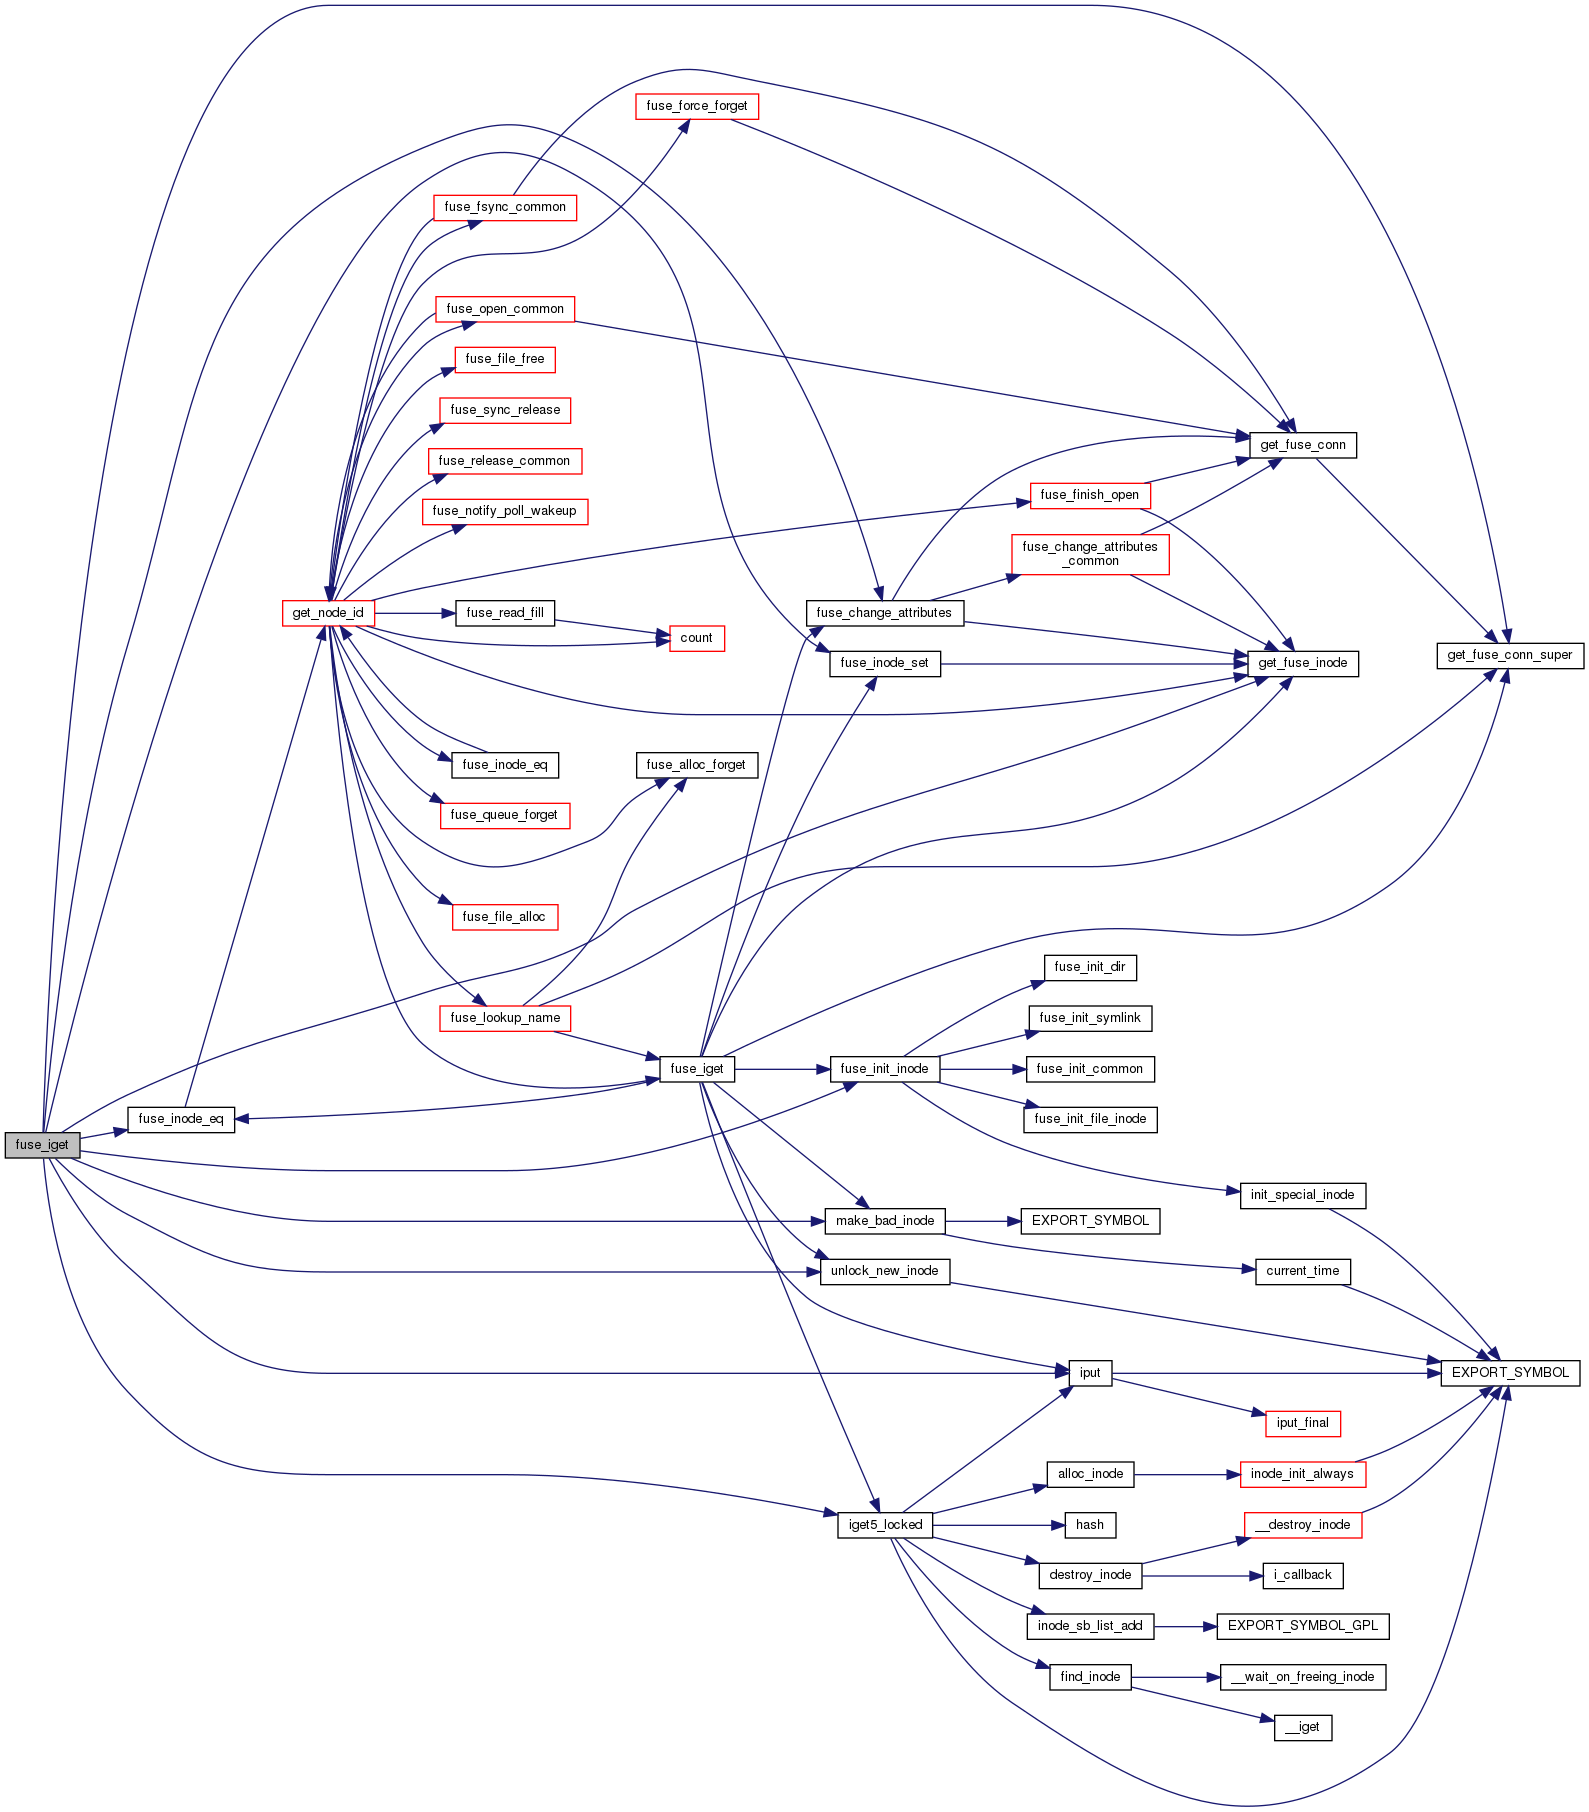 fuse_force_forget
fuse_fsync_common
fuse_open_common
fuse_file_free
fuse_sync_release
get_fuse_conn
fuse_release_common
fuse_finish_open
fuse_notify_poll_wakeup
fuse_change_attributes
_common
get_node_id
fuse_read_fill
fuse_change_attributes
count
fuse_inode_set
get_fuse_inode
get_fuse_conn_super
fuse_inode_eq
fuse_alloc_forget
fuse_queue_forget
fuse_file_alloc
fuse_init_dir
fuse_lookup_name
fuse_init_symlink
fuse_iget
fuse_init_inode
fuse_init_common
fuse_inode_eq
fuse_init_file_inode
fuse_iget
init_special_inode
make_bad_inode
EXPORT_SYMBOL
unlock_new_inode
current_time
iput
EXPORT_SYMBOL
iput_final
alloc_inode
inode_init_always
iget5_locked
hash
__destroy_inode
destroy_inode
i_callback
inode_sb_list_add
EXPORT_SYMBOL_GPL
find_inode
__wait_on_freeing_inode
__iget